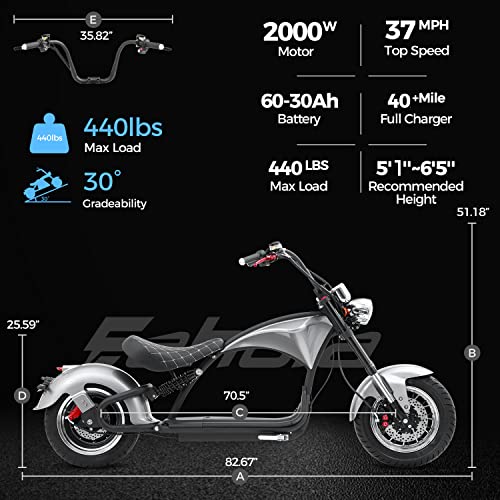 E
35.82”
440lbs
440lbs
Max Load
30°
30°
Gradeability
2000W
Motor
37 MPH
Top Speed
60-30Ah
Battery
40 +Mile
Full Charger
440 LBS
Max Load
5'1"~6'5"
Recommended
Height
51.18”
25.59”
Eahora
D
70.5”
C
B
82.67”
A